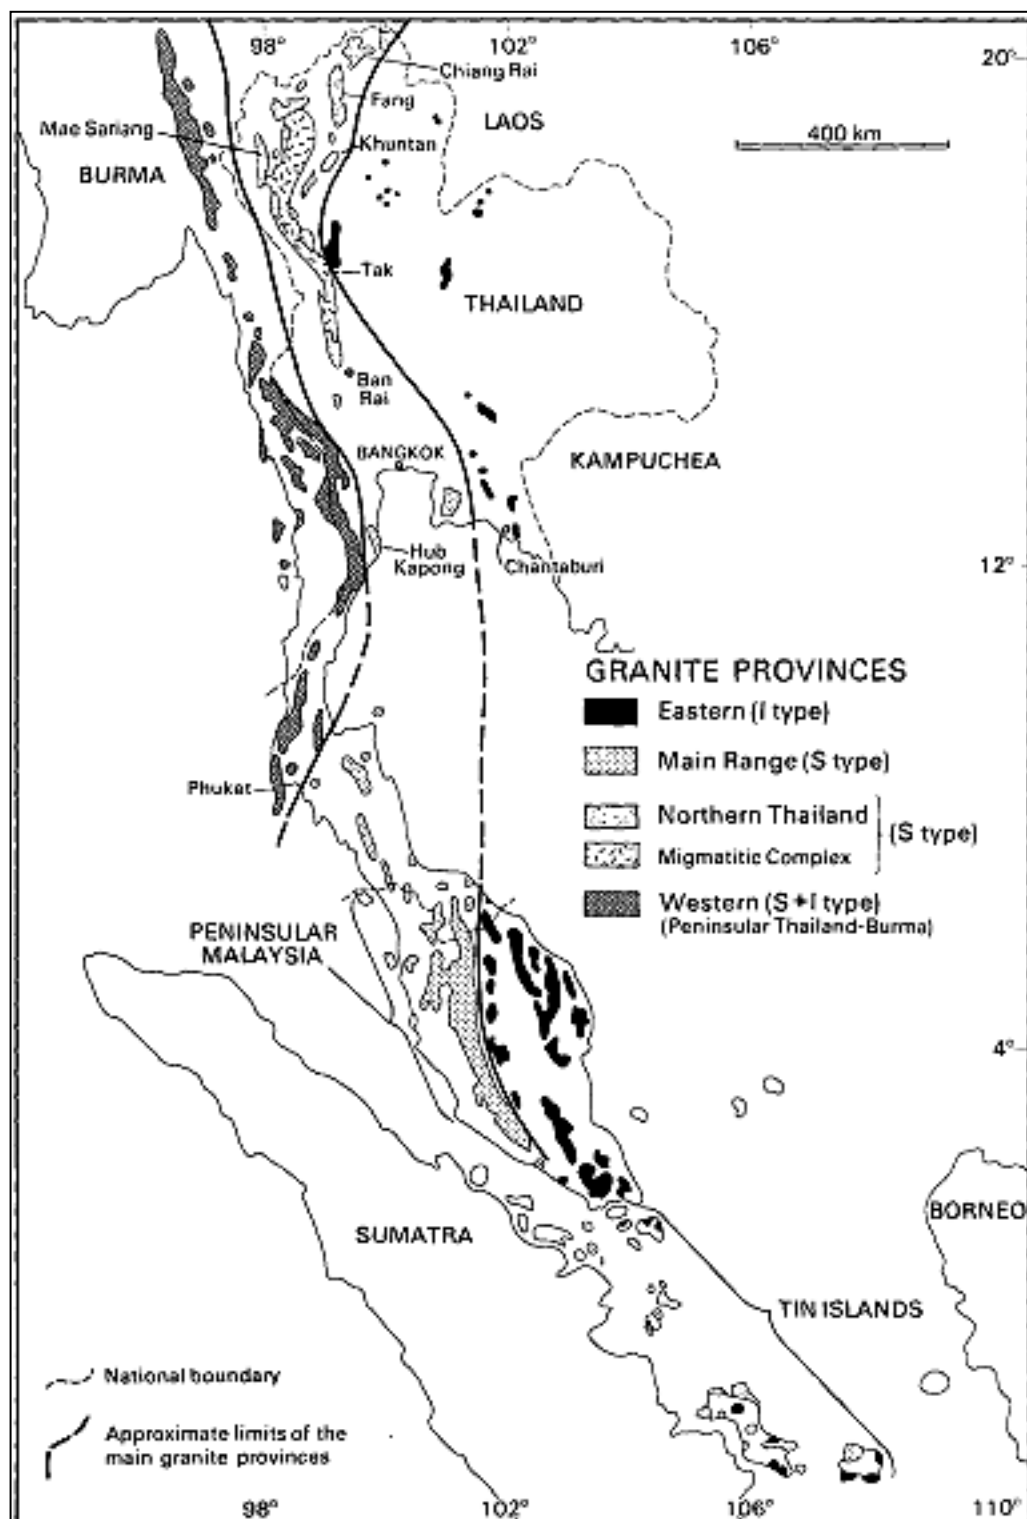 98° 102° 106°
20°
Chiang Rai
Fang
LAOS
400 km
Mae Sariang
Khuntan
BURMA
Tak
THAILAND
Ban
Rai
BANGKOK
KAMPUCHEA
Hub
Kapong
Chantaburi
12°
GRANITE PROVINCES
Eastern (I type)
Main Range (S type)
Phuket
Northern Thailand
(S type)
Migmatitic Complex
Western (S+I type)
(Peninsular Thailand-Burma)
PENINSULAR
MALAYSIA
4°
BORNEO
SUMATRA
TIN ISLANDS
National boundary
Approximate limits of the
main granite provinces
98° 102° 106° 110°